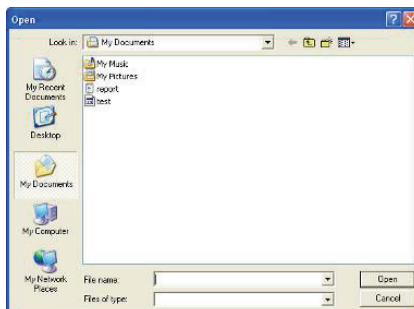 Open
Look in: My Documents
My Recent
Documents
Desktop
My Documents
My Computer
My Network
Places
My Music
My Pictures
report
test
File name: Open
Files of type: Cancel